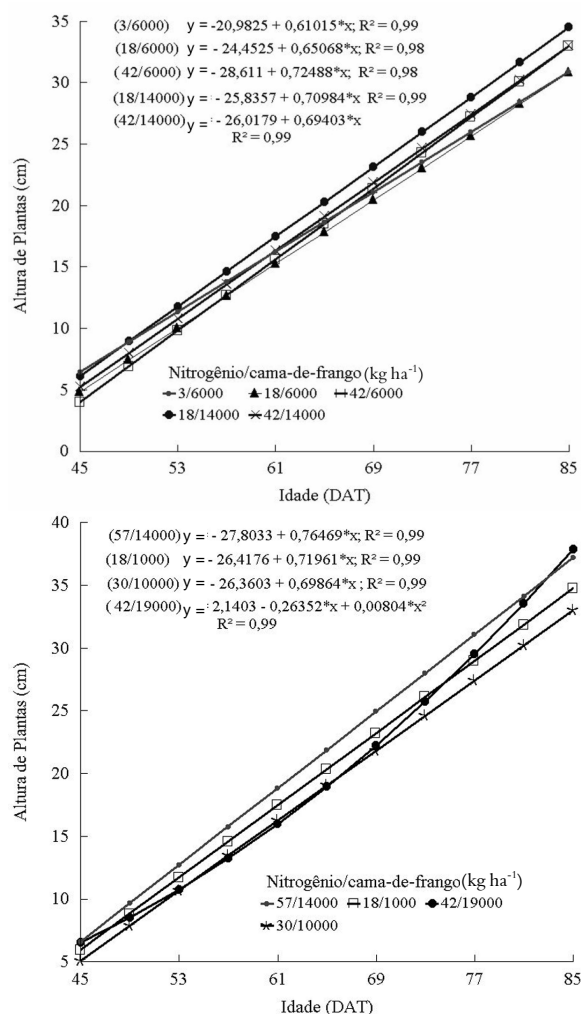 (3/6000) y = -20,9825 + 0,61015*x; R² = 0,99
(18/6000) y = -24,4525 + 0,65068*x; R² = 0,98
(42/6000) y = -28,611 + 0,72488*x; R² = 0,98
(18/14000) y = -25,8357 + 0,70984*x R² = 0,99
(42/14000) y = -26,0179 + 0,69403*x
R² = 0,99
35
30
25
20
15
10
5
0
Altura de Plantas (cm)
Nitrogênio/cama-de-frango (kg ha⁻¹)
3/6000 18/6000 42/6000
18/14000 42/14000
45 53 61 69 77 85
Idade (DAT)
(57/14000) y = - 27,8033 + 0,76469*x; R² = 0,99
(18/1000) y = - 26,4176 + 0,71961*x; R² = 0,99
(30/10000) y = - 26,3603 + 0,69864*x ; R² = 0,99
(42/19000) y = 2,1403 - 0,26352*x + 0,00804*x²
R² = 0,99
40
35
30
25
20
15
10
5
Altura de Plantas (cm)
Nitrogênio/cama-de-frango (kg ha⁻¹)
57/14000 18/1000 42/19000
30/10000
45 53 61 69 77 85
Idade (DAT)